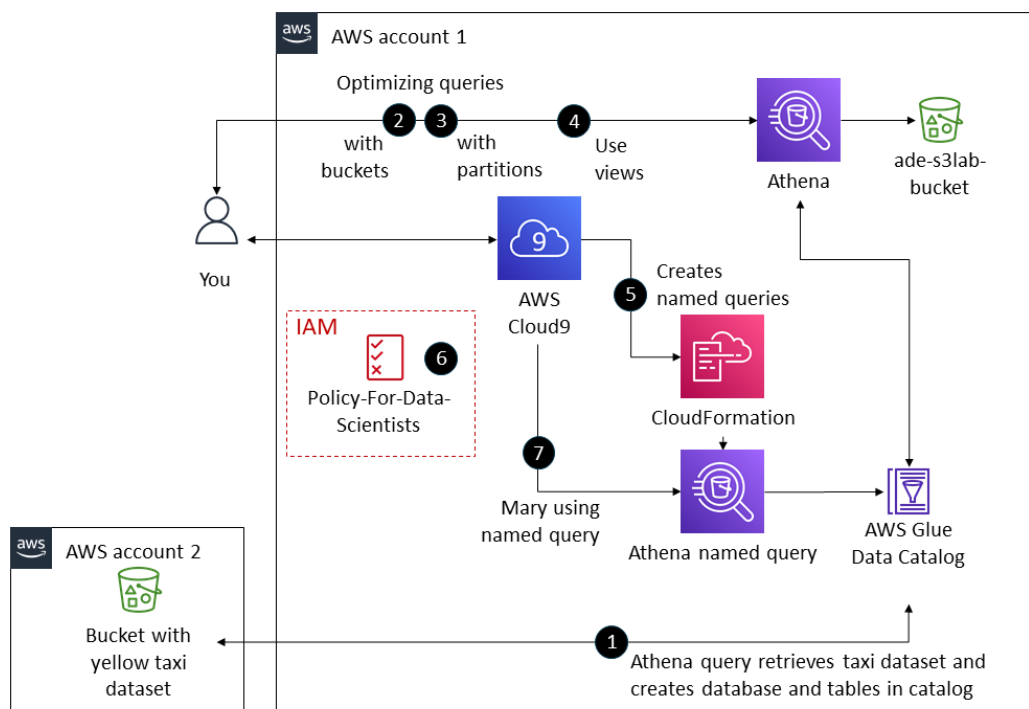 aws
AWS account 1
Optimizing queries
2
3
4
with
buckets
with
partitions
Use
views
Athena
ade-s3lab-
bucket
You
9
AWS
Cloud9
5
Creates
named queries
IAM
6
Policy-For-Data-
Scientists
CloudFormation
7
Mary using
named query
Athena named query
AWS Glue
Data Catalog
aws
AWS account 2
Bucket with
yellow taxi
dataset
1
Athena query retrieves taxi dataset and
creates database and tables in catalog